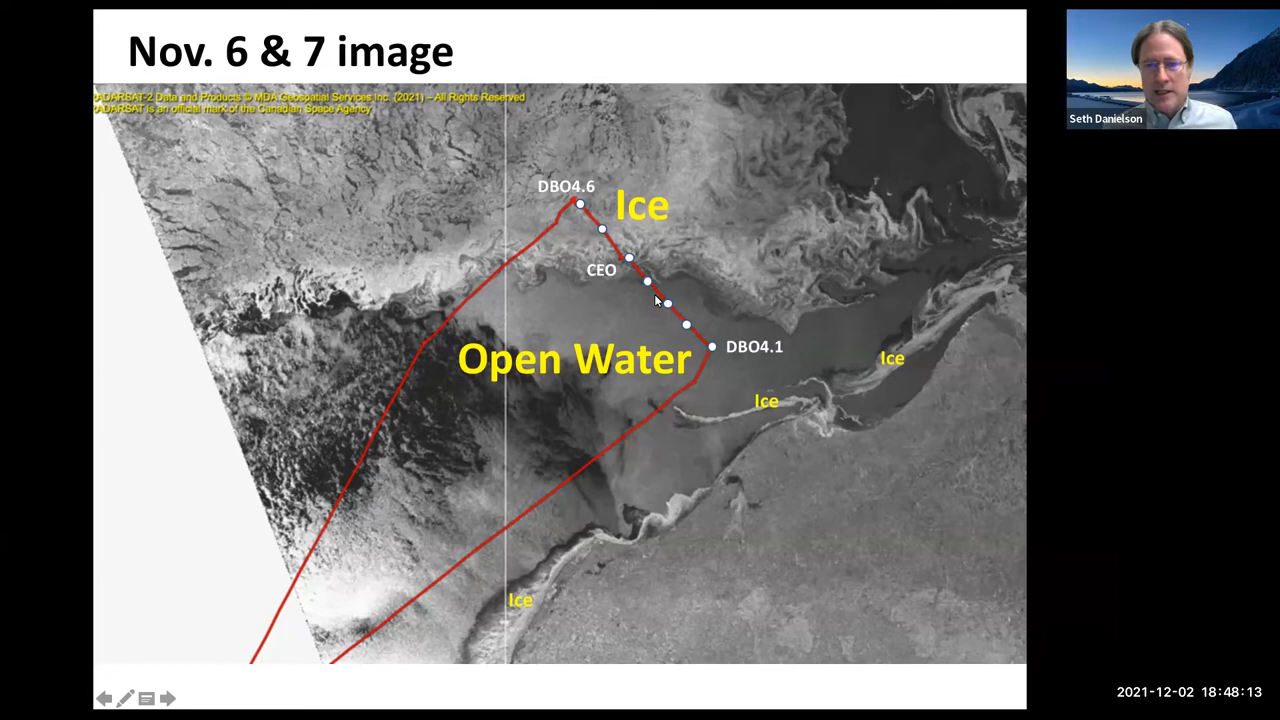 Nov. 6 & 7 image
ADARSAT-2 Data and Products © MDA Geospatial Services Inc. (2021) – All Rights Reserved
ADARSAT is an official mark of the Canadian Space Agency
Seth Danielson
DBO4.6
Ice
CEO
DBO4.1
Open Water
Ice
Ice
Ice
2021-12-02 18:48:13